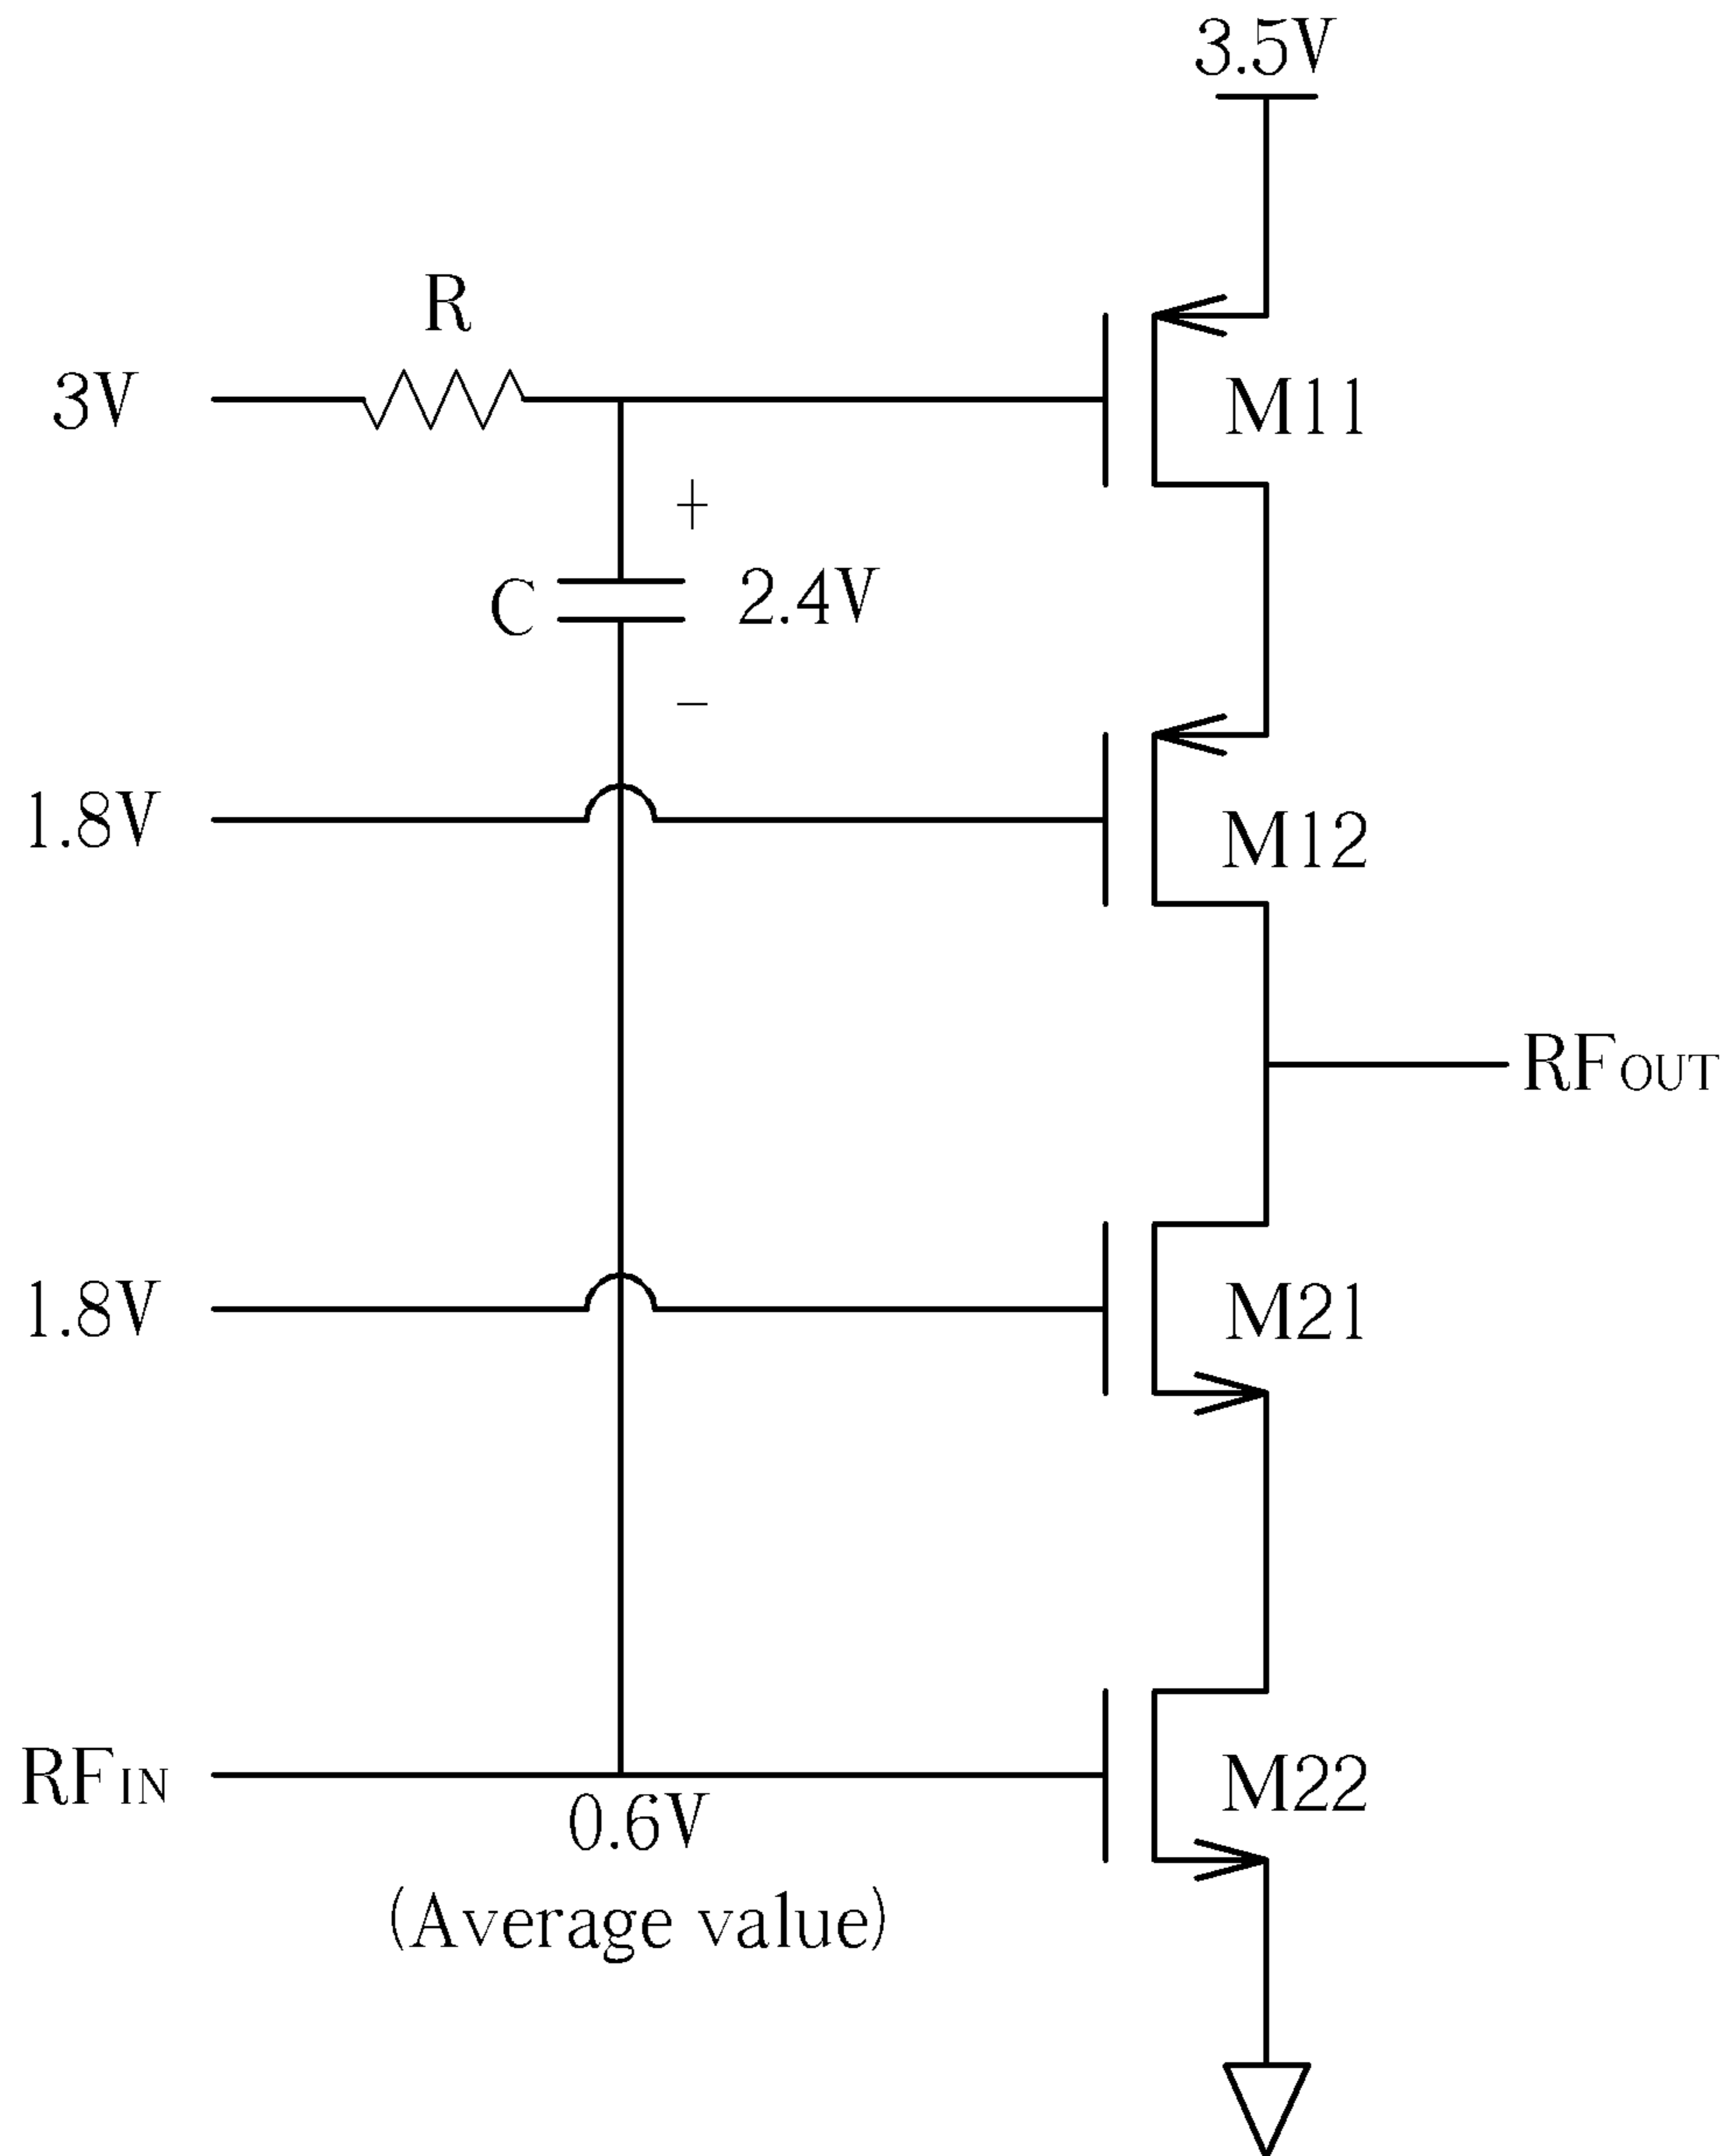 3.5V
R
3V
M11
+
C
2.4V
−
1.8V
M12
RFOUT
1.8V
M21
RFIN
M22
0.6V
(Average value)